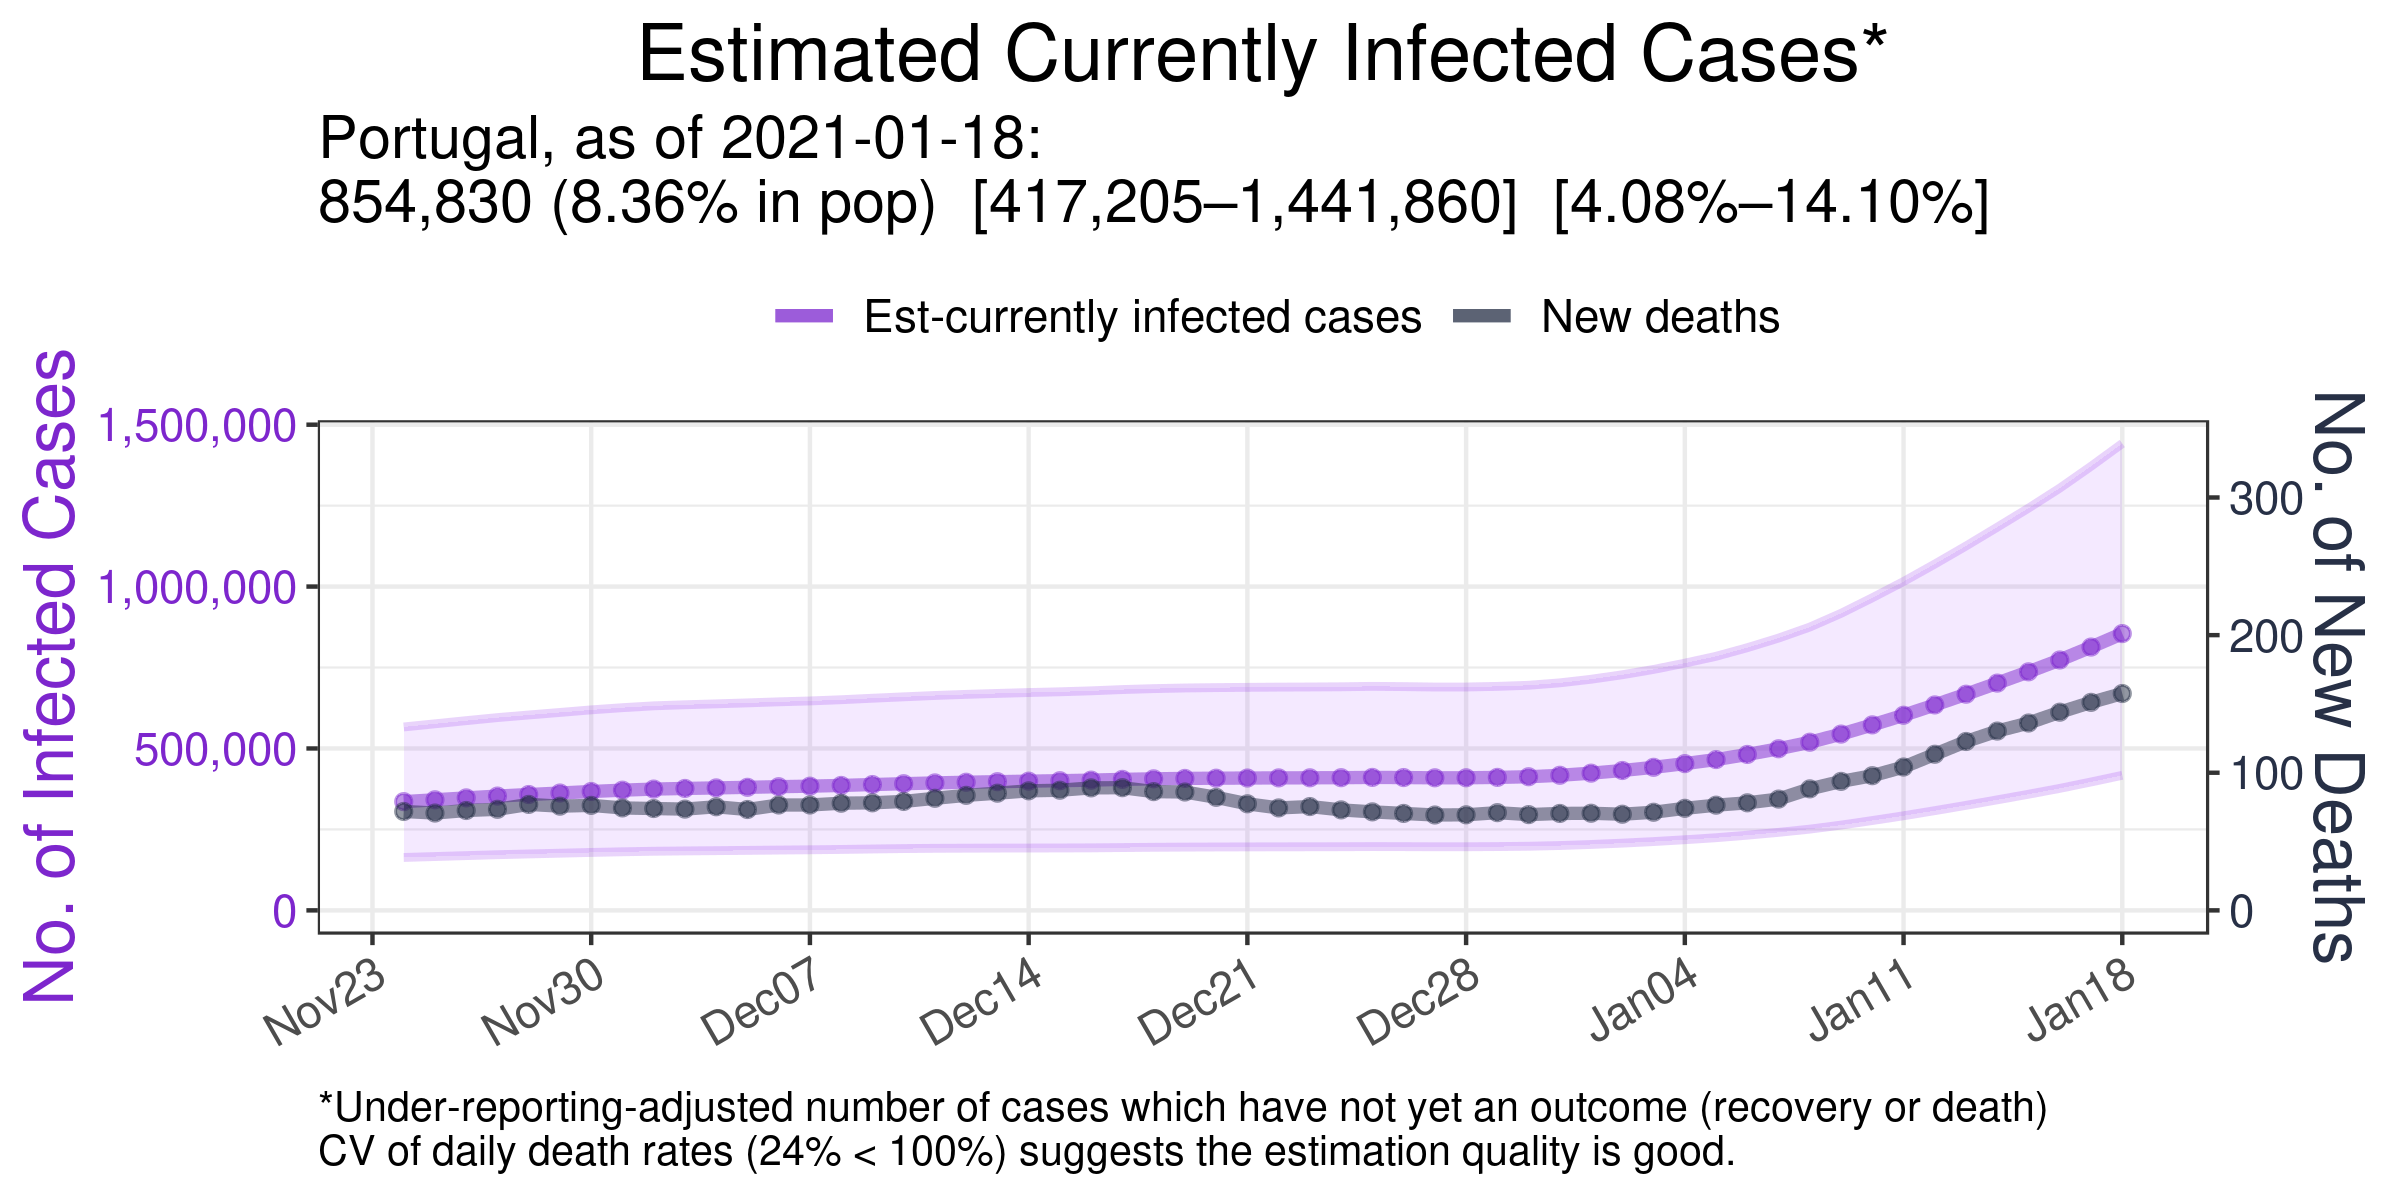 Estimated Currently Infected Cases*
Portugal, as of 2021-01-18:
854,830 (8.36% in pop)  [417,205–1,441,860]  [4.08%–14.10%]
Est-currently infected cases
New deaths
No. of Infected Cases
1,500,000
1,000,000
500,000
0
300
200
100
0
No. of New Deaths
Nov23
Nov30
Dec07
Dec14
Dec21
Dec28
Jan04
Jan11
Jan18
*Under-reporting-adjusted number of cases which have not yet an outcome (recovery or death)
CV of daily death rates (24% < 100%) suggests the estimation quality is good.